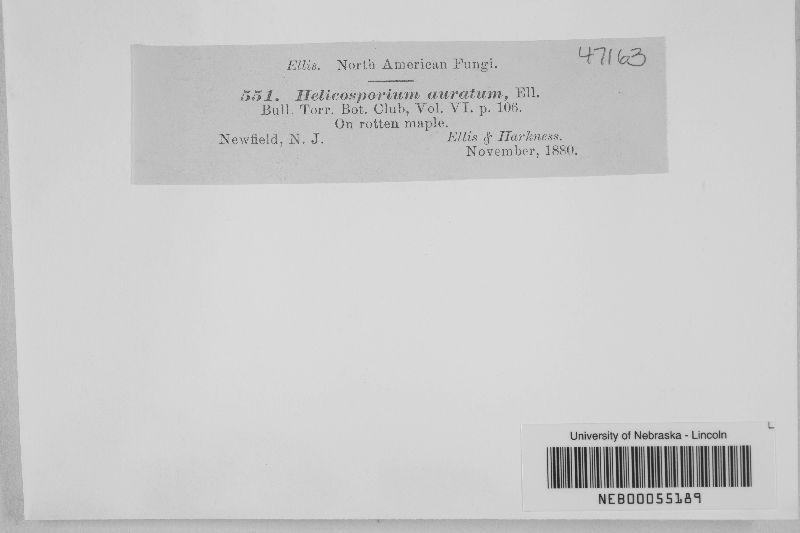 Ellis. North American Fungi.
47163
551. Helicosporium auratum, Ell.
Bull. Torr. Bot. Club, Vol. VI. p. 106.
On rotten maple.
Newfield, N. J. Ellis & Harkness.
November, 1880.
L
University of Nebraska - Lincoln
NEB00055189